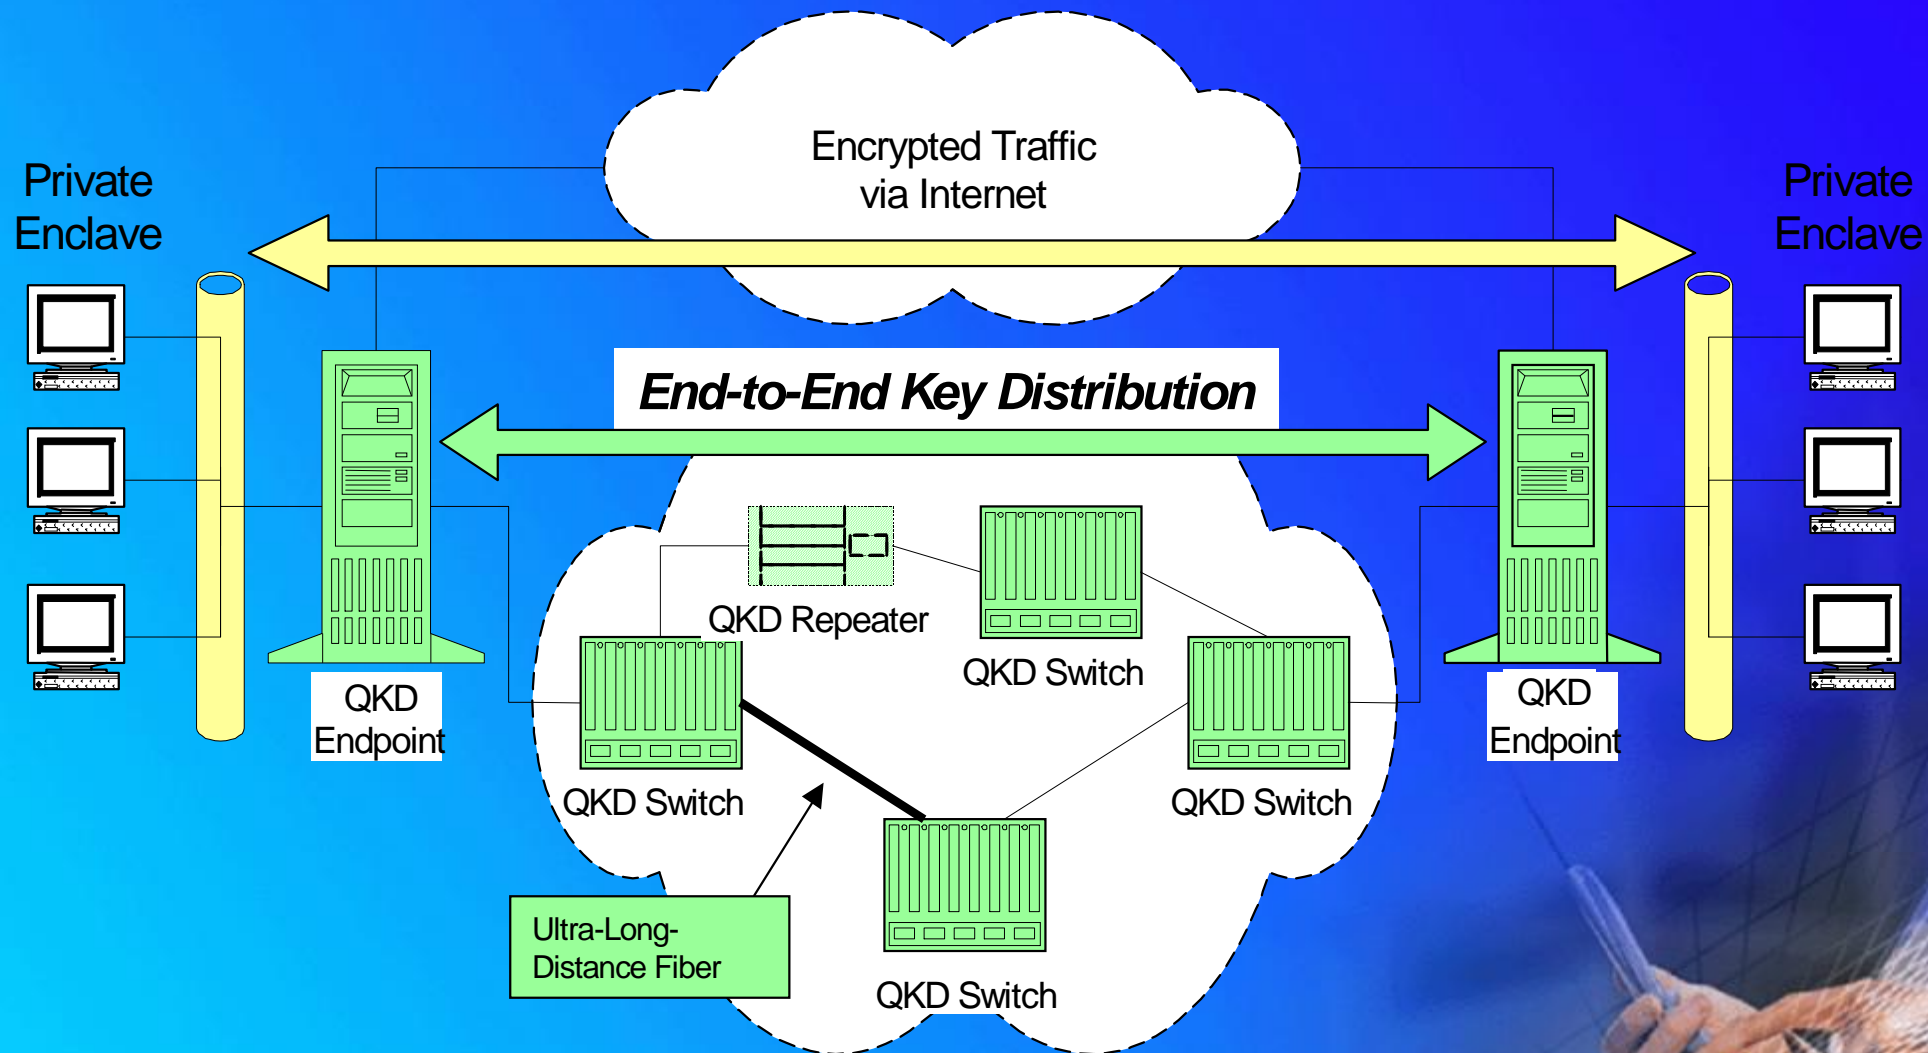 Encrypted Traffic
via Internet
Private
Enclave
Private
Enclave
End-to-End Key Distribution
QKD Repeater
QKD Switch
QKD
Endpoint
QKD
Endpoint
QKD Switch
QKD Switch
Ultra-Long-
Distance Fiber
QKD Switch